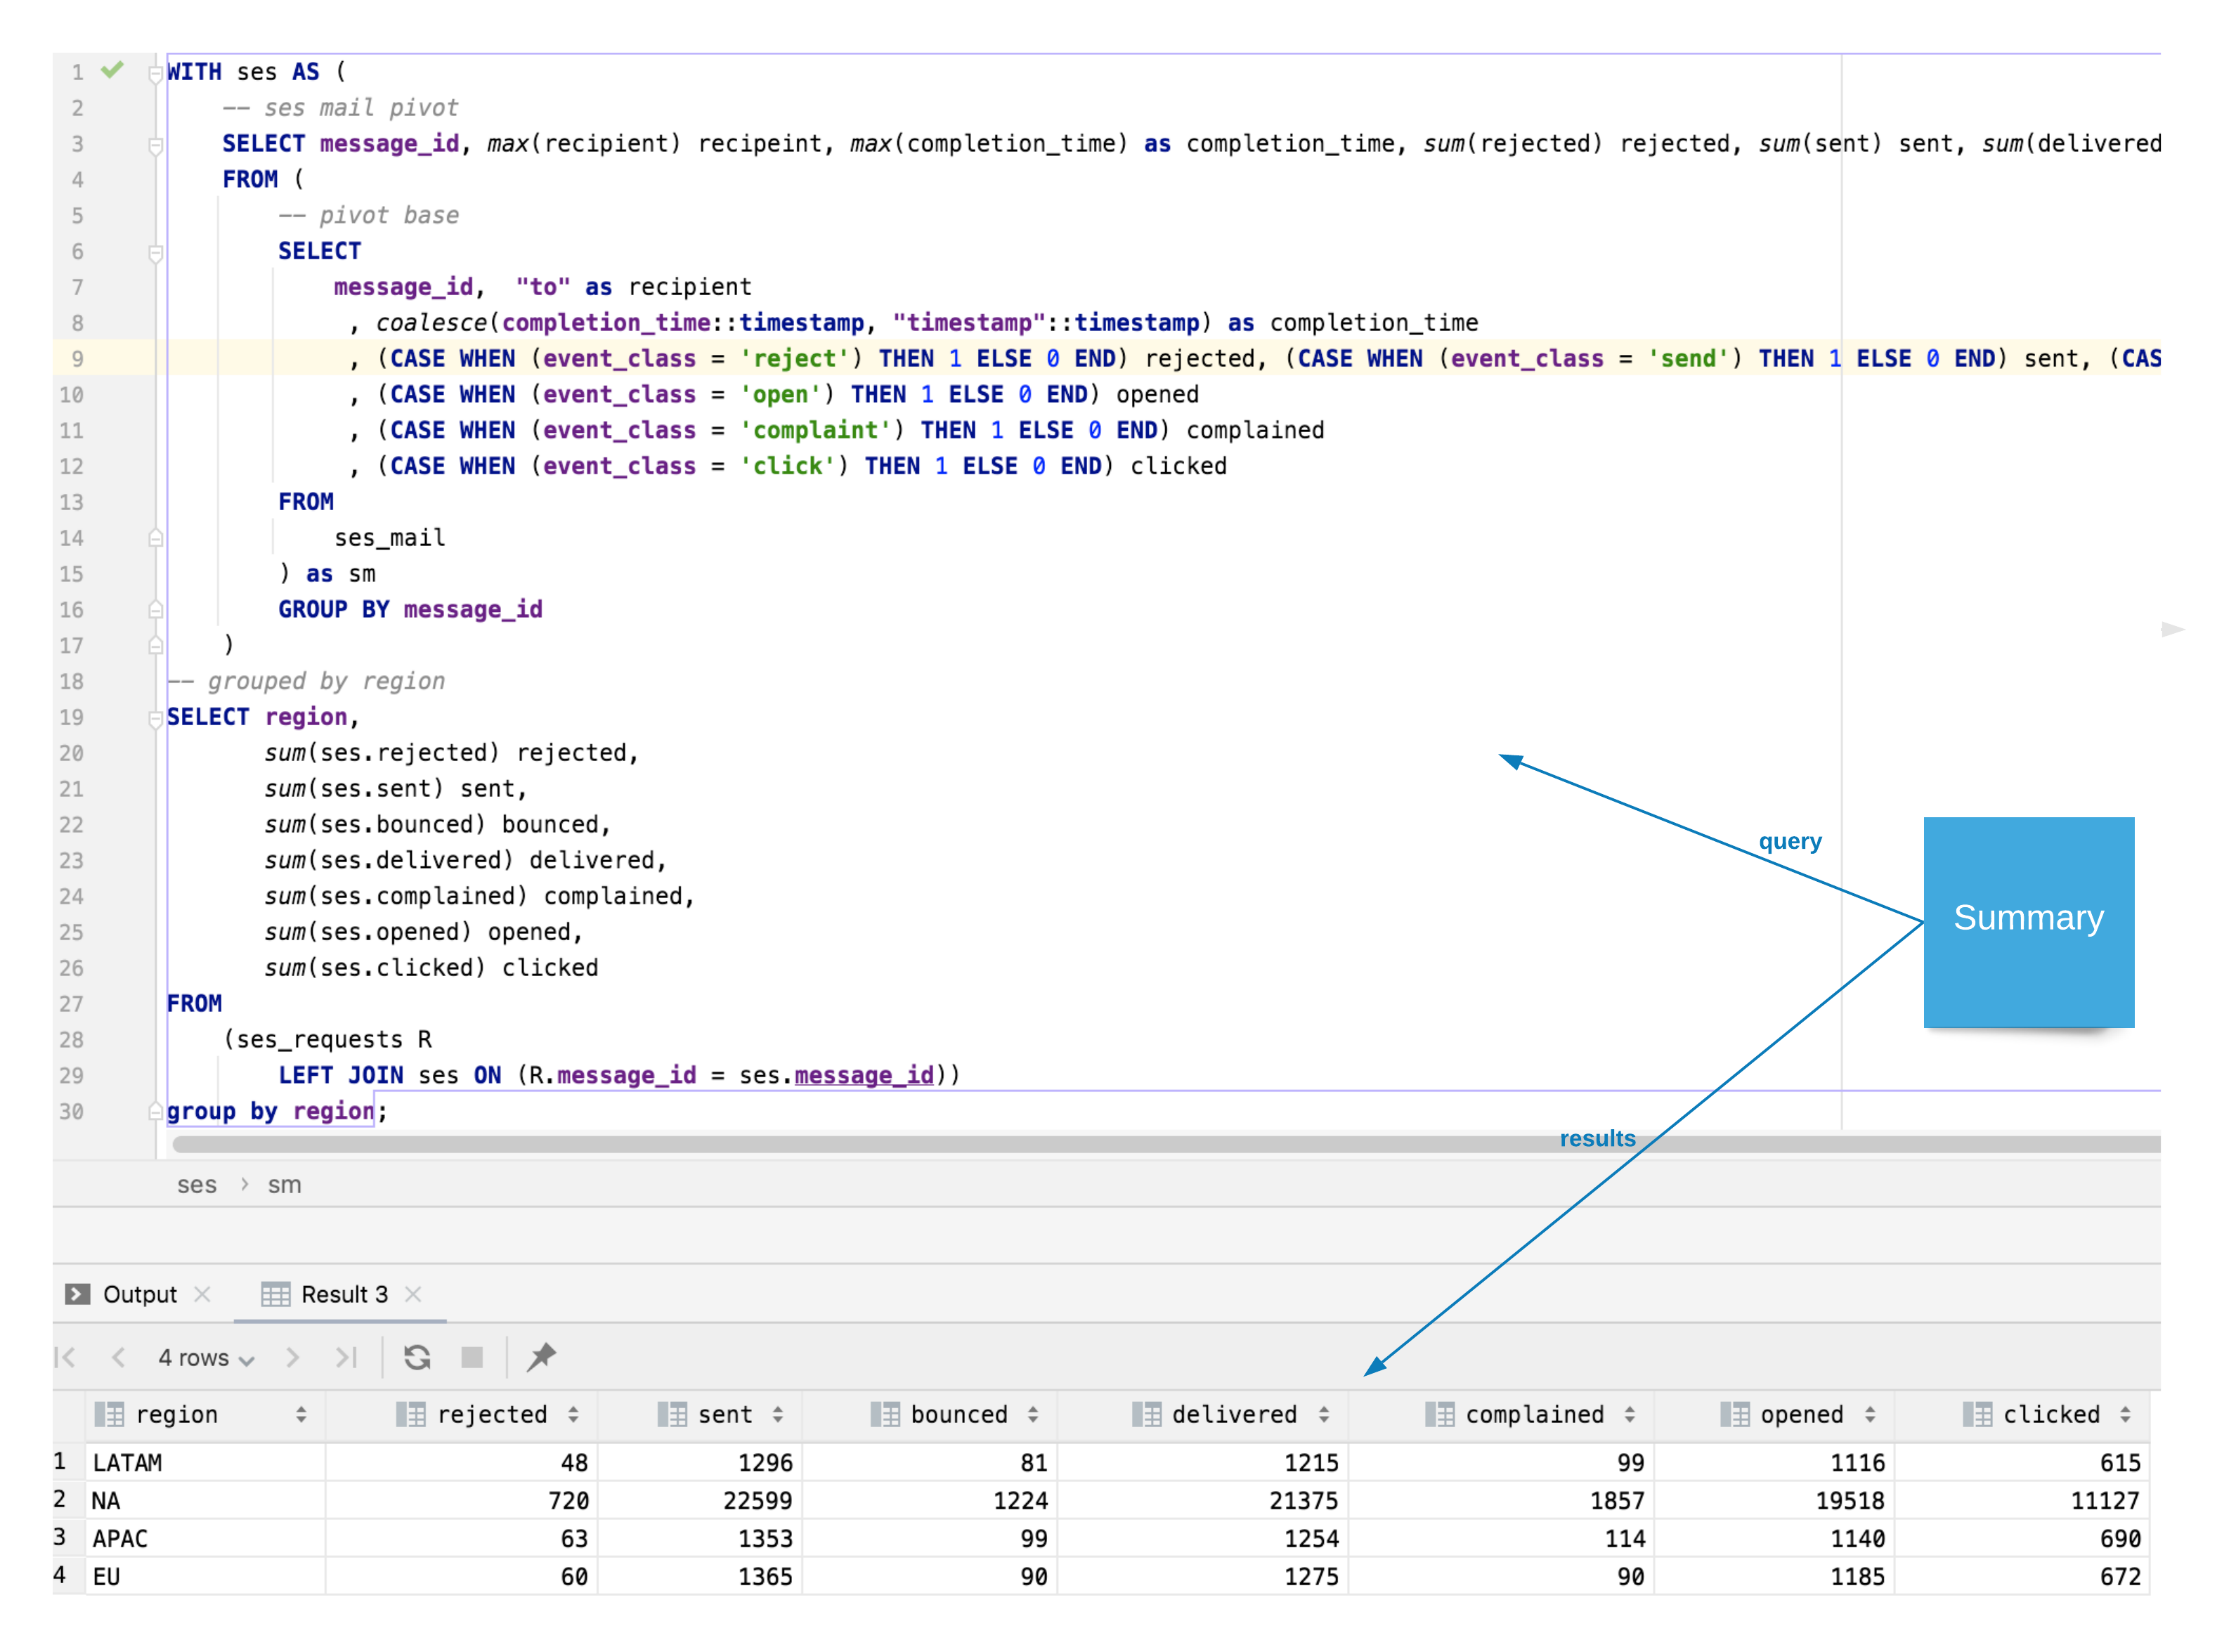 1 WITH ses AS (
2 -- ses mail pivot
3 SELECT message_id, max(recipient) recipeint, max(completion_time) as completion_time, sum(rejected) rejected, sum(sent) sent, sum(delivered
4 FROM (
5 -- pivot base
6 SELECT
7 message_id,  "to" as recipient
8 , coalesce(completion_time::timestamp, "timestamp"::timestamp) as completion_time
9 , (CASE WHEN (event_class = 'reject') THEN 1 ELSE 0 END) rejected, (CASE WHEN (event_class = 'send') THEN 1 ELSE 0 END) sent, (CAS
10 , (CASE WHEN (event_class = 'open') THEN 1 ELSE 0 END) opened
11 , (CASE WHEN (event_class = 'complaint') THEN 1 ELSE 0 END) complained
12 , (CASE WHEN (event_class = 'click') THEN 1 ELSE 0 END) clicked
13 FROM
14 ses_mail
15 ) as sm
16 GROUP BY message_id
17 )
18 -- grouped by region
19 SELECT region,
20 sum(ses.rejected) rejected,
21 sum(ses.sent) sent,
22 sum(ses.bounced) bounced,
23 sum(ses.delivered) delivered,
24 sum(ses.complained) complained,
25 sum(ses.opened) opened,
26 sum(ses.clicked) clicked
27 FROM
28 (ses_requests R
29 LEFT JOIN ses ON (R.message_id = ses.message_id))
30 group by region;
query
Summary
results
ses > sm
Output Result 3
4 rows
region rejected sent bounced delivered complained opened clicked
1 LATAM 48 1296 81 1215 99 1116 615
2 NA 720 22599 1224 21375 1857 19518 11127
3 APAC 63 1353 99 1254 114 1140 690
4 EU 60 1365 90 1275 90 1185 672